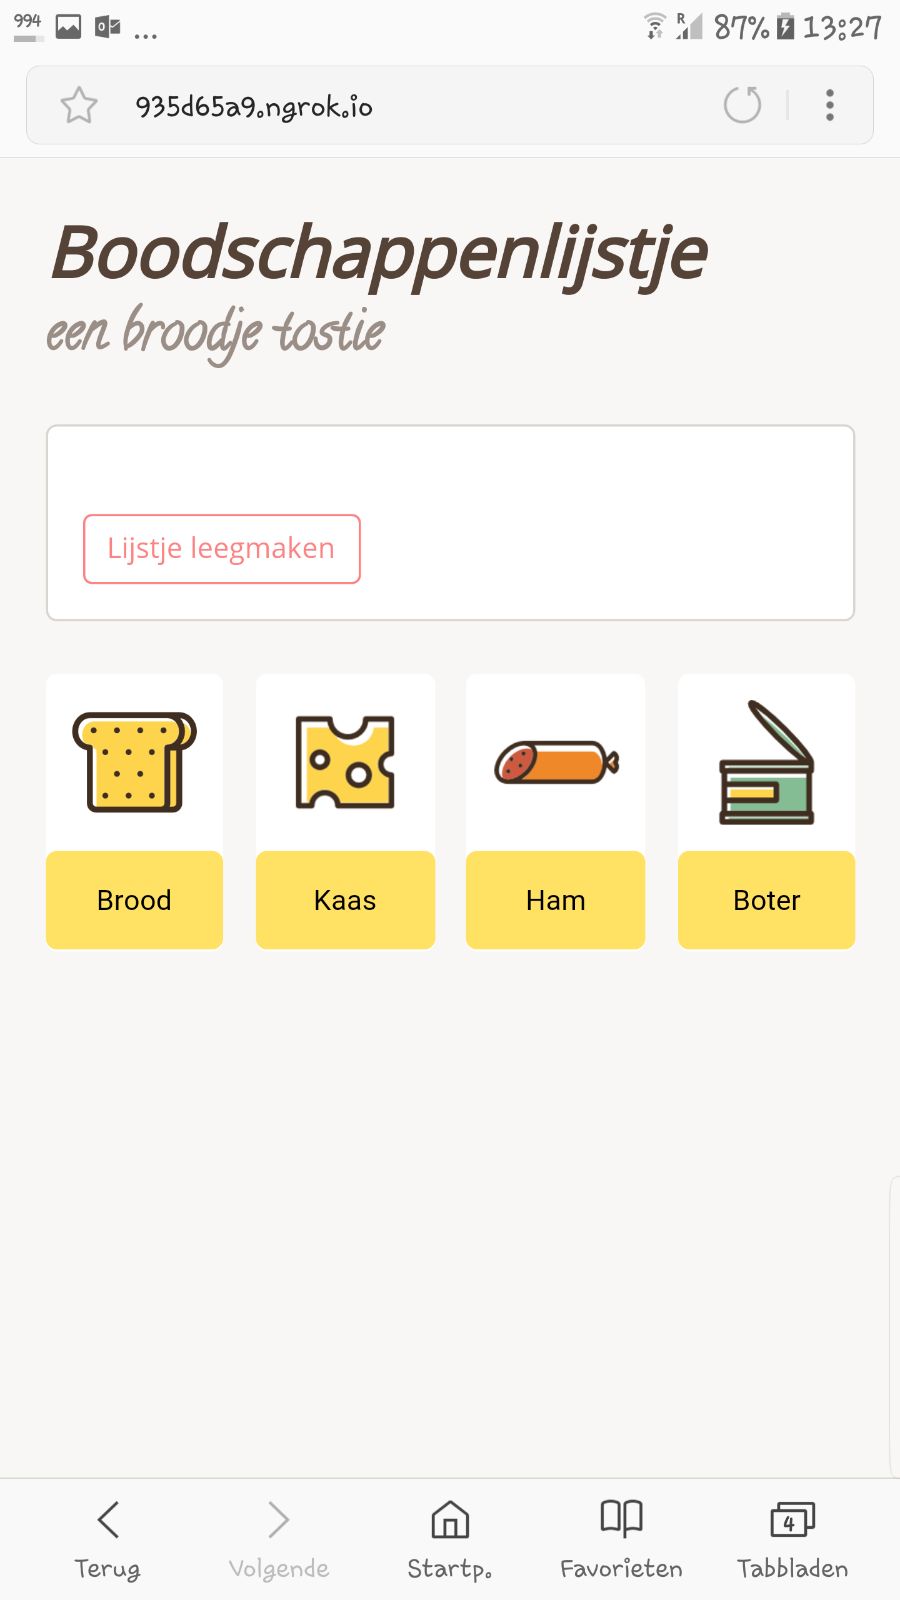 994 ... R 87% 13:27
935d65a9.ngrok.io
Boodschappenlijstje
een broodje tostie
Lijstje leegmaken
Brood Kaas Ham Boter
4
Terug Volgende Startp. Favorieten Tabbladen